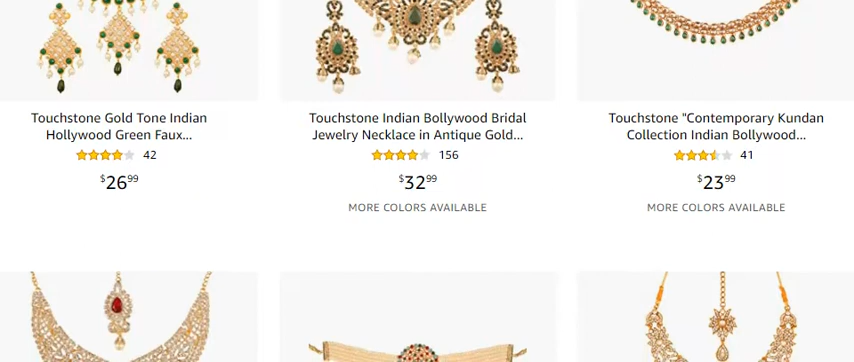 Touchstone Gold Tone Indian
Hollywood Green Faux...
42
$26.99
Touchstone Indian Bollywood Bridal
Jewelry Necklace in Antique Gold...
156
$32.99
MORE COLORS AVAILABLE
Touchstone "Contemporary Kundan
Collection Indian Bollywood...
41
$23.99
MORE COLORS AVAILABLE